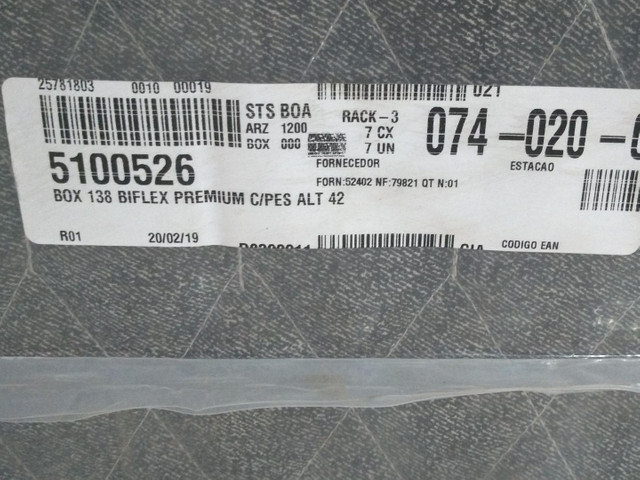 25781803 0010 00019
021
STS BOA
RACK-3
ARZ 1200
7 CX
BOX 000
7 UN
074-020-
5100526
FORNECEDOR
ESTACAO
FORN:52402 NF:79821 QT N:01
BOX 138 BIFLEX PREMIUM C/PES ALT 42
R01 20/02/19
CODIGO EAN